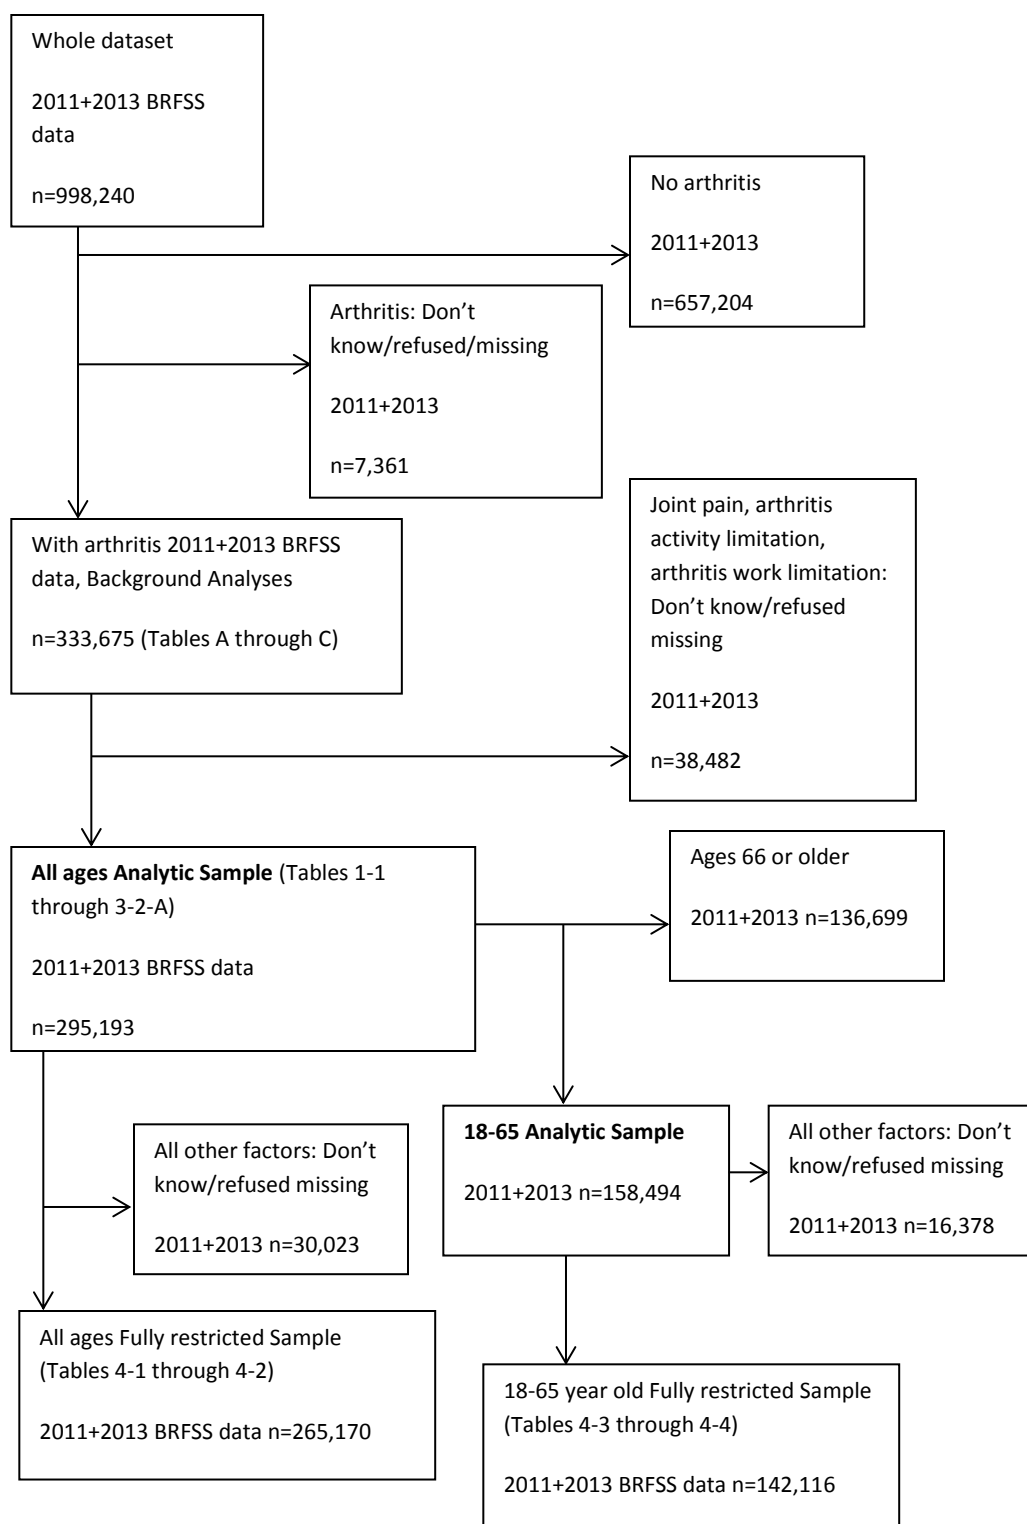 Whole dataset
2011+2013 BRFSS
data
n=998,240
No arthritis
2011+2013
n=657,204
Arthritis: Don’t
know/refused/missing
2011+2013
n=7,361
Joint pain, arthritis
activity limitation,
arthritis work limitation:
Don’t know/refused
missing
2011+2013
n=38,482
With arthritis 2011+2013 BRFSS
data, Background Analyses
n=333,675 (Tables A through C)
All ages Analytic Sample (Tables 1-1
through 3-2-A)
2011+2013 BRFSS data
n=295,193
Ages 66 or older
2011+2013 n=136,699
All other factors: Don’t
know/refused missing
2011+2013 n=30,023
18-65 Analytic Sample
2011+2013 n=158,494
All other factors: Don’t
know/refused missing
2011+2013 n=16,378
All ages Fully restricted Sample
(Tables 4-1 through 4-2)
2011+2013 BRFSS data n=265,170
18-65 year old Fully restricted Sample
(Tables 4-3 through 4-4)
2011+2013 BRFSS data n=142,116